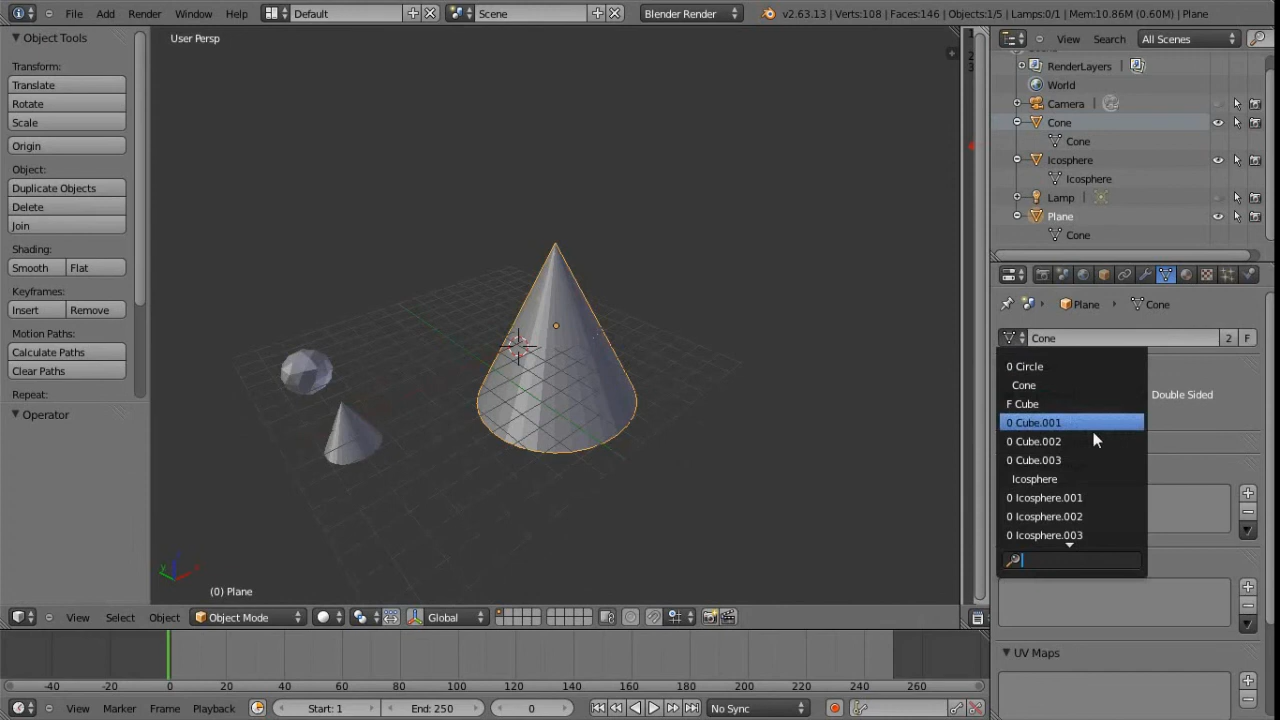 File Add Render Window Help Default Scene Blender Render v2.63.13 | Verts:108 | Faces:146 | Objects:1/5 | Lamps:0/1 | Mem:10.86M (0.60M) | Plane
Object Tools
Transform:
Translate
Rotate
Scale
Origin
Object:
Duplicate Objects
Delete
Join
Shading:
Smooth Flat
Keyframes:
Insert Remove
Motion Paths:
Calculate Paths
Clear Paths
Repeat:
Operator
User Persp
(0) Plane
View Select Object Object Mode Global
View Search All Scenes
RenderLayers |
World
Camera |
Cone
Cone
Icosphere
Icosphere
Lamp |
Plane
Cone
Plane Cone
Cone 2 F
0 Circle
Cone
F Cube
0 Cube.001
0 Cube.002
0 Cube.003
Icosphere
0 Icosphere.001
0 Icosphere.002
0 Icosphere.003
Double Sided
UV Maps
-40 -20 0 20 40 60 80 100 120 140 160 180 200 220 240 260
View Marker Frame Playback Start: 1 End: 250 0 No Sync